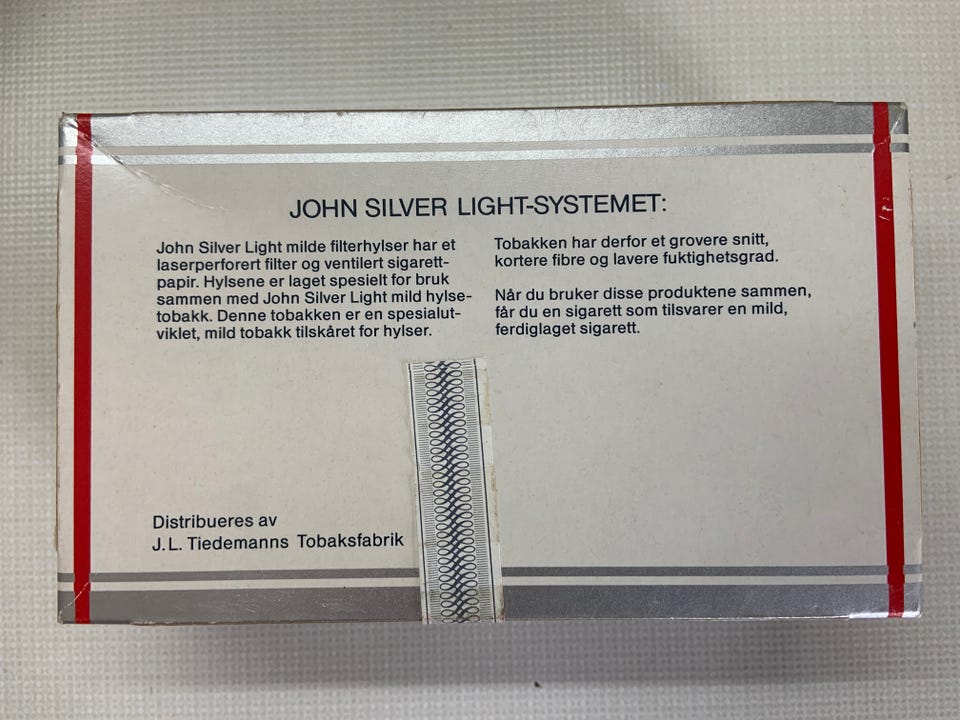 JOHN SILVER LIGHT-SYSTEMET:
John Silver Light milde filterhylser har et
laserperforert filter og ventilert sigarett-
papir. Hylsene er laget spesielt for bruk
sammen med John Silver Light mild hylse-
tobakk. Denne tobakken er en spesialut-
viklet, mild tobakk tilskåret for hylser.
Tobakken har derfor et grovere snitt,
kortere fibre og lavere fuktighetsgrad.
Når du bruker disse produktene sammen,
får du en sigarett som tilsvarer en mild,
ferdiglaget sigarett.
Distribueres av
J.L. Tiedemanns Tobaksfabrik